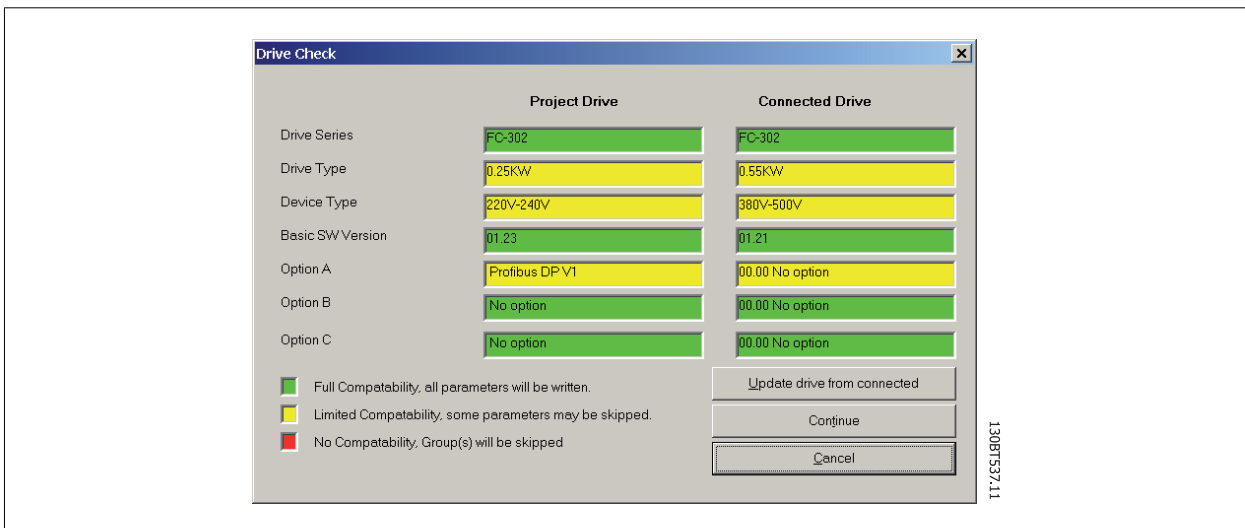 Drive Check
Project Drive Connected Drive
Drive Series FC-302 FC-302
Drive Type 0.25KW 0.55KW
Device Type 220V-240V 380V-500V
Basic SW Version 01.23 01.21
Option A Profibus DP V1 00.00 No option
Option B No option 00.00 No option
Option C No option 00.00 No option
Full Compatability, all parameters will be written.
Limited Compatability, some parameters may be skipped.
No Compatability, Group(s) will be skipped
Update drive from connected
Continue
Cancel
130BT537.11